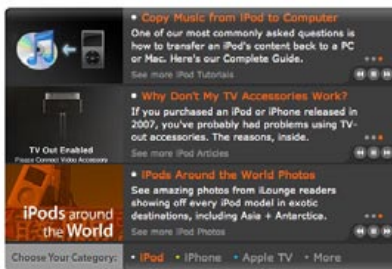 • Copy Music from iPod to Computer
One of our most commonly asked questions is
how to transfer an iPod's content back to a PC
or Mac. Here's our Complete Guide.
See more iPod Tutorials
• Why Don't My TV Accessories Work?
If you purchased an iPod or iPhone released in
2007, you've probably had problems using TV-
out accessories. The reasons, inside.
See more iPod Articles
TV Out Enabled
Please Connect Video Accessory
• iPods Around the World Photos
See amazing photos from iLounge readers
showing off every iPod model in exotic
destinations, including Asia + Antarctica.
See more iPod Photos
iPods around
the World
Choose Your Category: • iPod • iPhone • Apple TV • More